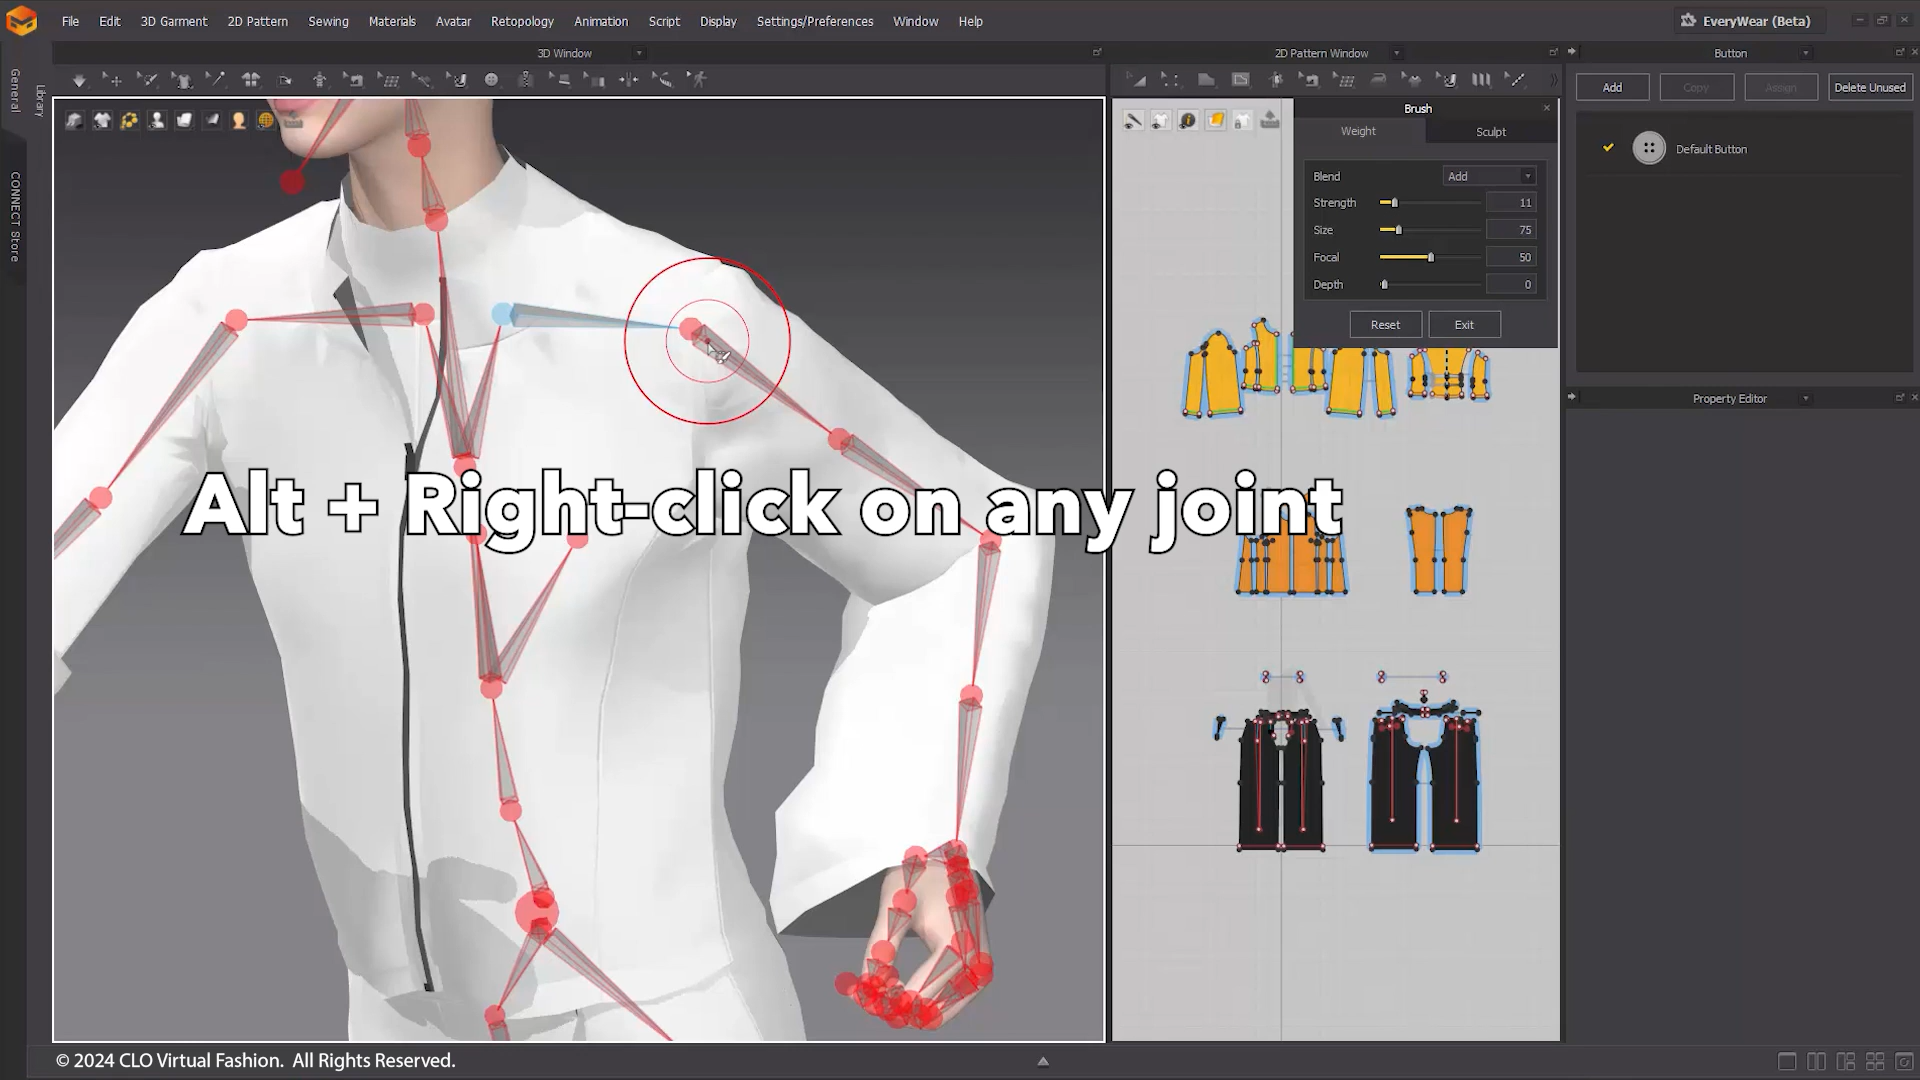 File Edit 3D Garment 2D Pattern Sewing Materials Avatar Retopology Animation Script Display Settings/Preferences Window Help EveryWear (Beta)
3D Window
2D Pattern Window
Button
General
Library
CONNECT Store
Add Copy Assign Delete Unused
Default Button
Brush
Weight Sculpt
Blend Add
Strength 11
Size 75
Focal 50
Depth 0
Reset Exit
Property Editor
Alt + Right-click on any joint
© 2024 CLO Virtual Fashion. All Rights Reserved.